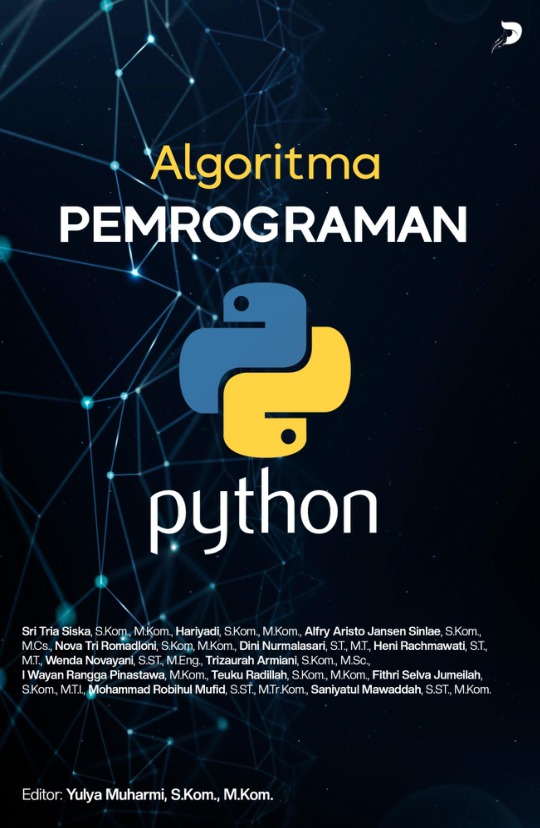 Algoritma
PEMROGRAMAN
python
Sri Tria Siska, S.Kom., M.Kom., Hariyadi, S.Kom., M.Kom., Alfry Aristo Jansen Sinlae, S.Kom.,
M.Cs., Nova Tri Romadloni, S.Kom, M.Kom., Dini Nurmalasari, S.T., M.T., Heni Rachmawati, S.T.,
M.T., Wenda Novayani, S.ST., M.Eng., Trizaurah Armiani, S.Kom., M.Sc.,
I Wayan Rangga Pinastawa, M.Kom., Teuku Radillah, S.Kom., M.Kom., Fithri Selva Jumeilah,
S.Kom., M.T.I., Mohammad Robihul Mufid, S.ST., M.Tr.Kom., Saniyatul Mawaddah, S.ST., M.Kom.
Editor: Yulya Muharmi, S.Kom., M.Kom.